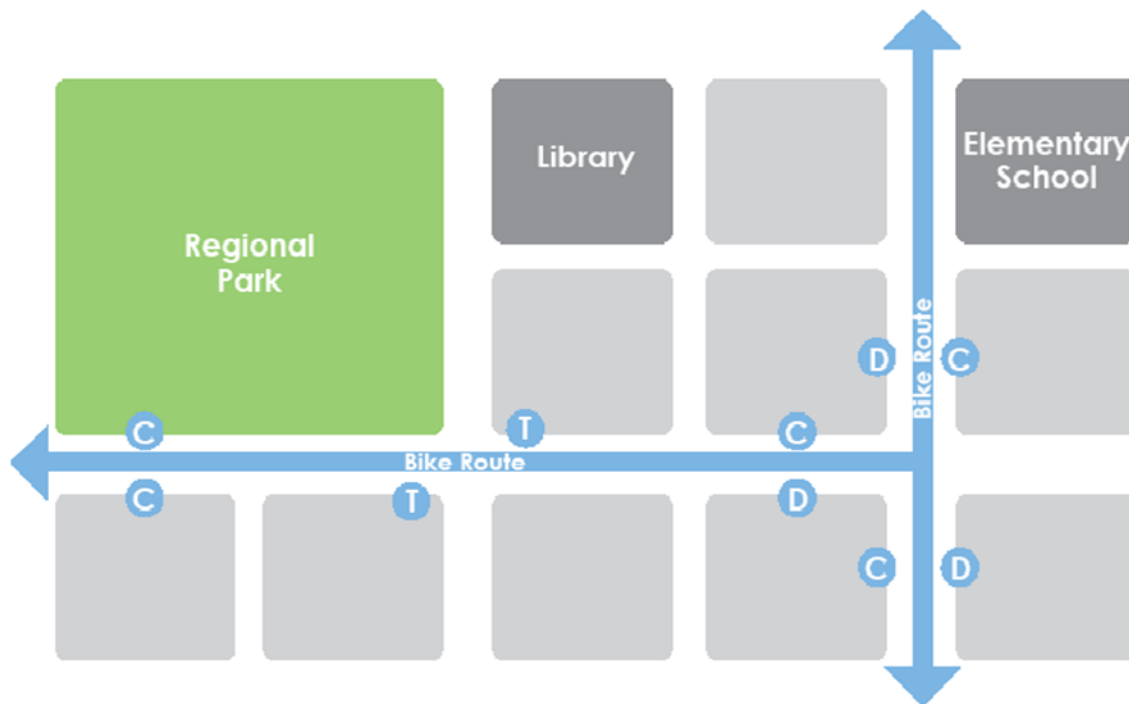 Elementary
School
Library
Regional
Park
Bike Route
D
C
C
T
C
Bike Route
C
T
D
C
D